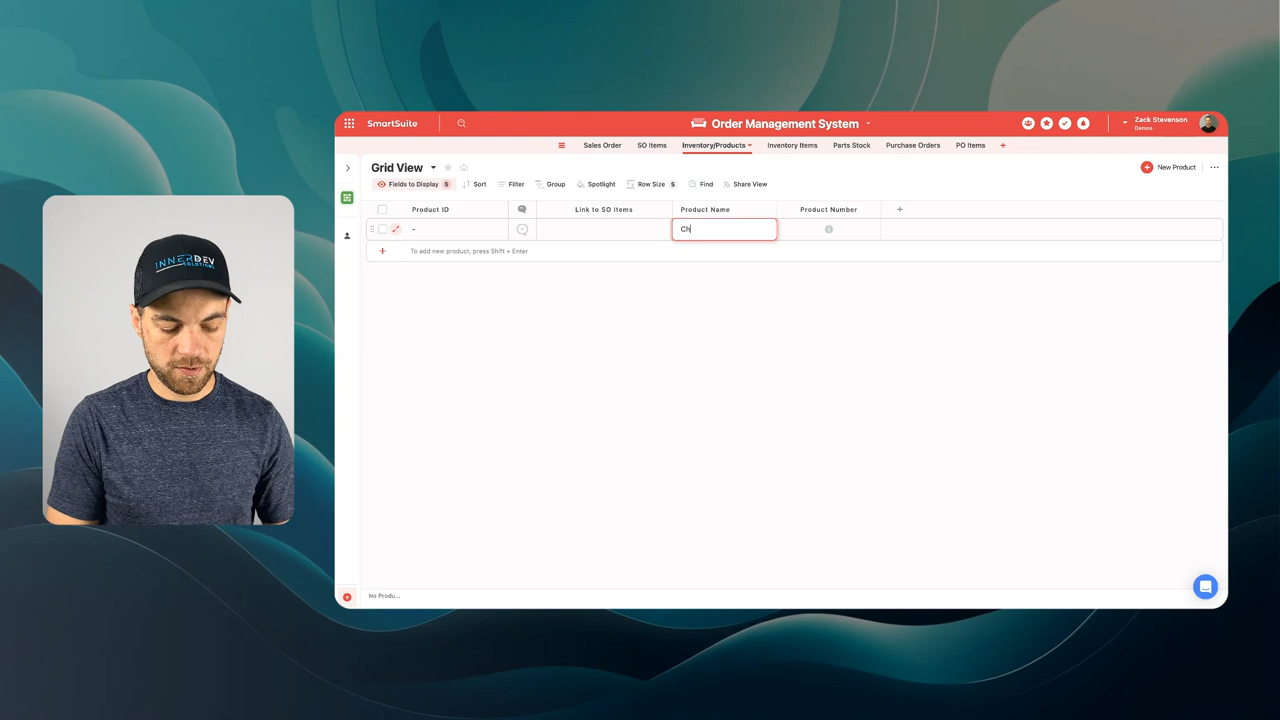 SmartSuite
Order Management System
Zack Stevenson
Demos
Sales Order
SO Items
Inventory/Products
Inventory Items
Parts Stock
Purchase Orders
PO Items
Grid View
New Product
Fields to Display 5
Sort
Filter
Group
Spotlight
Row Size 5
Find
Share View
Product ID
Link to SO Items
Product Name
Product Number
-
Ch
To add new product, press Shift + Enter
INNERDEV
SOLUTIONS
No Produ...